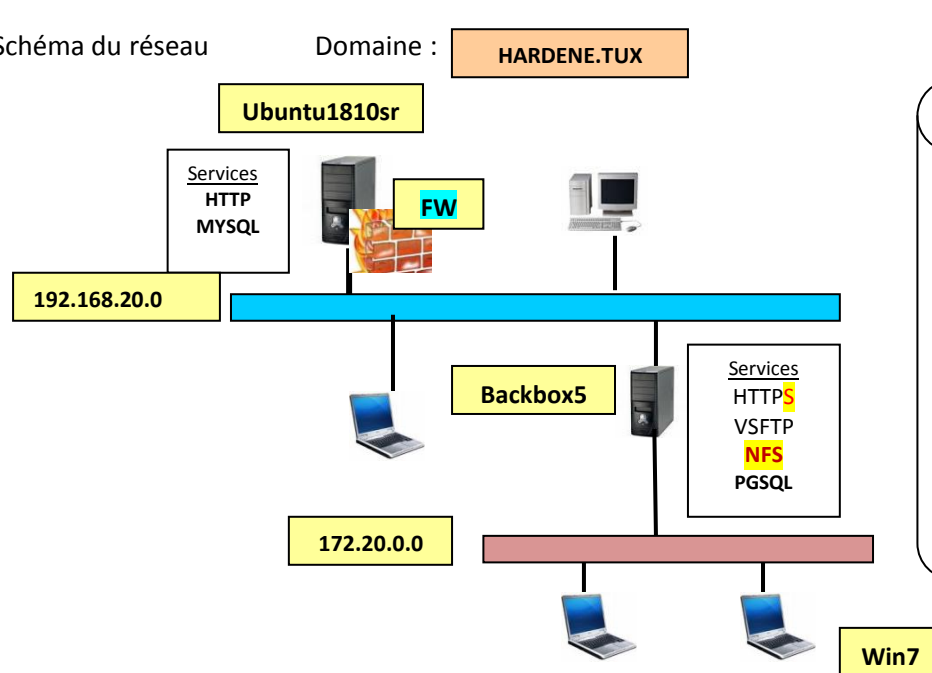 Schéma du réseau Domaine : HARDENE.TUX
Ubuntu1810sr
Services
HTTP
MYSQL
FW
192.168.20.0
Backbox5
Services
HTTPS
VSFTP
NFS
PGSQL
172.20.0.0
Win7